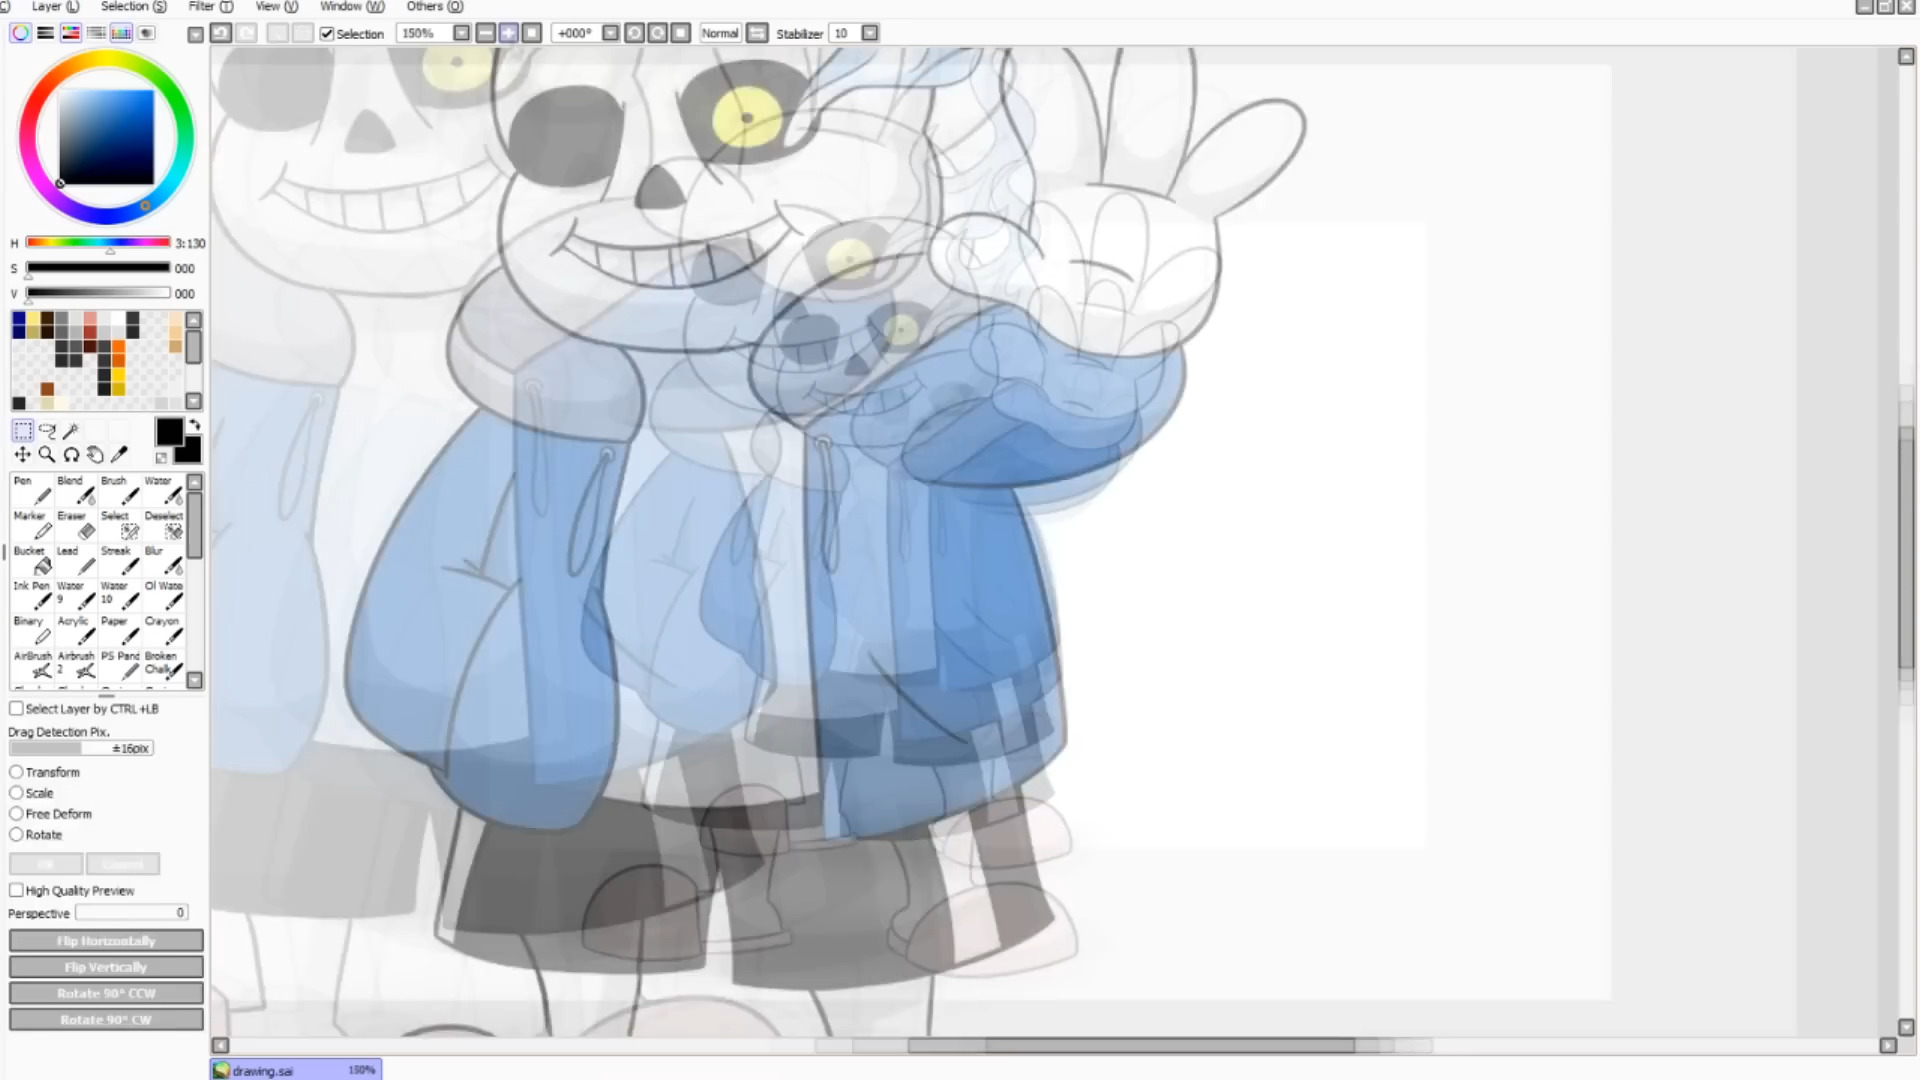 Layer (L) Selection (S) Filter (T) View (V) Window (W) Others (O)
Selection 150% +000° Normal Stabilizer 10
H 3:130
S 000
V 000
Pen Blend Brush Water
Marker Eraser Select Deselect
Bucket Lead Streak Blur
Ink Pen Water 9 Water 10 Ol Wate
Binary Acrylic Paper Crayon
AirBrush Airbrush 2 PS Panc Broken Chalk
Select Layer by CTRL +LB
Drag Detection Pix.
±16pix
Transform
Scale
Free Deform
Rotate
High Quality Preview
Perspective 0
Flip Horizontally
Flip Vertically
Rotate 90° CCW
Rotate 90° CW
drawing.sai 150%